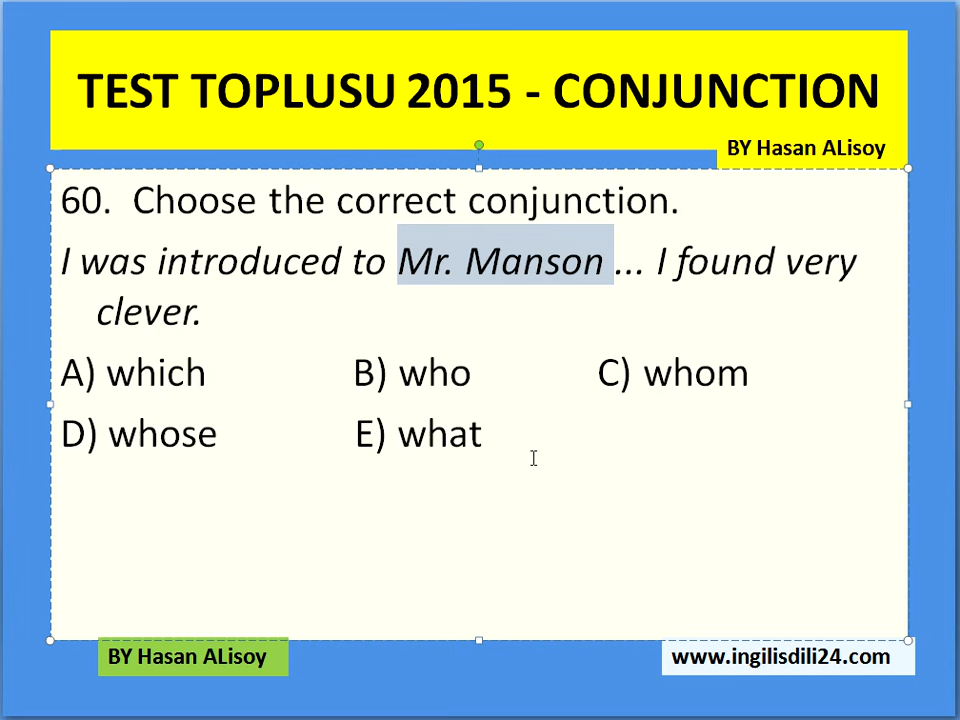 TEST TOPLUSU 2015 - CONJUNCTION
BY Hasan ALisoy
60. Choose the correct conjunction.
I was introduced to Mr. Manson ... I found very
clever.
A) which B) who C) whom
D) whose E) what
BY Hasan ALisoy
www.ingilisdili24.com